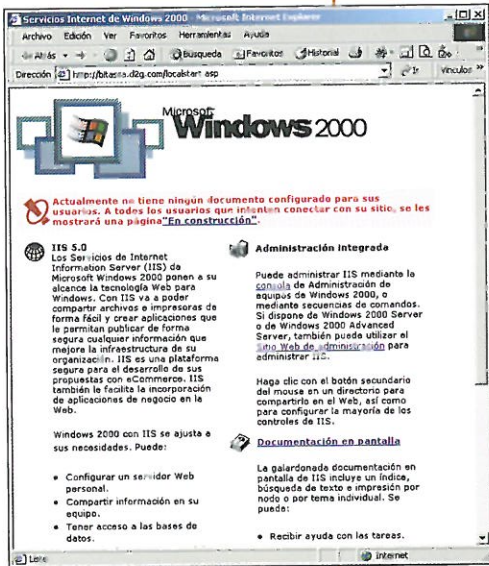 Servicios Internet de Windows 2000 - Microsoft Internet Explorer
Archivo Edición Ver Favoritos Herramientas Ayuda
Atrás Búsqueda Favoritos Historial
Dirección http://bitassa.d2g.com/localstart.asp Ir Vínculos »
Microsoft
Windows 2000
Actualmente no tiene ningún documento configurado para sus
usuarios. A todos los usuarios que intenten conectar con su sitio, se les
mostrará una página "En construcción".
IIS 5.0
Los Servicios de Internet
Information Server (IIS) de
Microsoft Windows 2000 ponen a su
alcance la tecnología Web para
Windows. Con IIS va a poder
compartir archivos e impresoras de
forma fácil y crear aplicaciones que
le permitan publicar de forma
segura cualquier información que
mejore la infraestructura de su
organización. IIS es una plataforma
segura para el desarrollo de sus
propuestas con eCommerce. IIS
también le facilita la incorporación
de aplicaciones de negocio en la
Web.
Windows 2000 con IIS se ajusta a
sus necesidades. Puede:
• Configurar un servidor Web
personal.
• Compartir información en su
equipo.
• Tener acceso a las bases de
datos.
Administración integrada
Puede administrar IIS mediante la
consola de Administración de
equipos de Windows 2000, o
mediante secuencias de comandos.
Si dispone de Windows 2000 Server
o de Windows 2000 Advanced
Server, también puede utilizar el
Sitio Web de administración para
administrar IIS.
Haga clic con el botón secundario
del mouse en un directorio para
compartirlo en el Web, así como
para configurar la mayoría de los
controles de IIS.
Documentación en pantalla
La galardonada documentación en
pantalla de IIS incluye un índice,
búsqueda de texto e impresión por
nodo o por tema individual. Se
puede:
• Recibir ayuda con las tareas.
Listo Internet